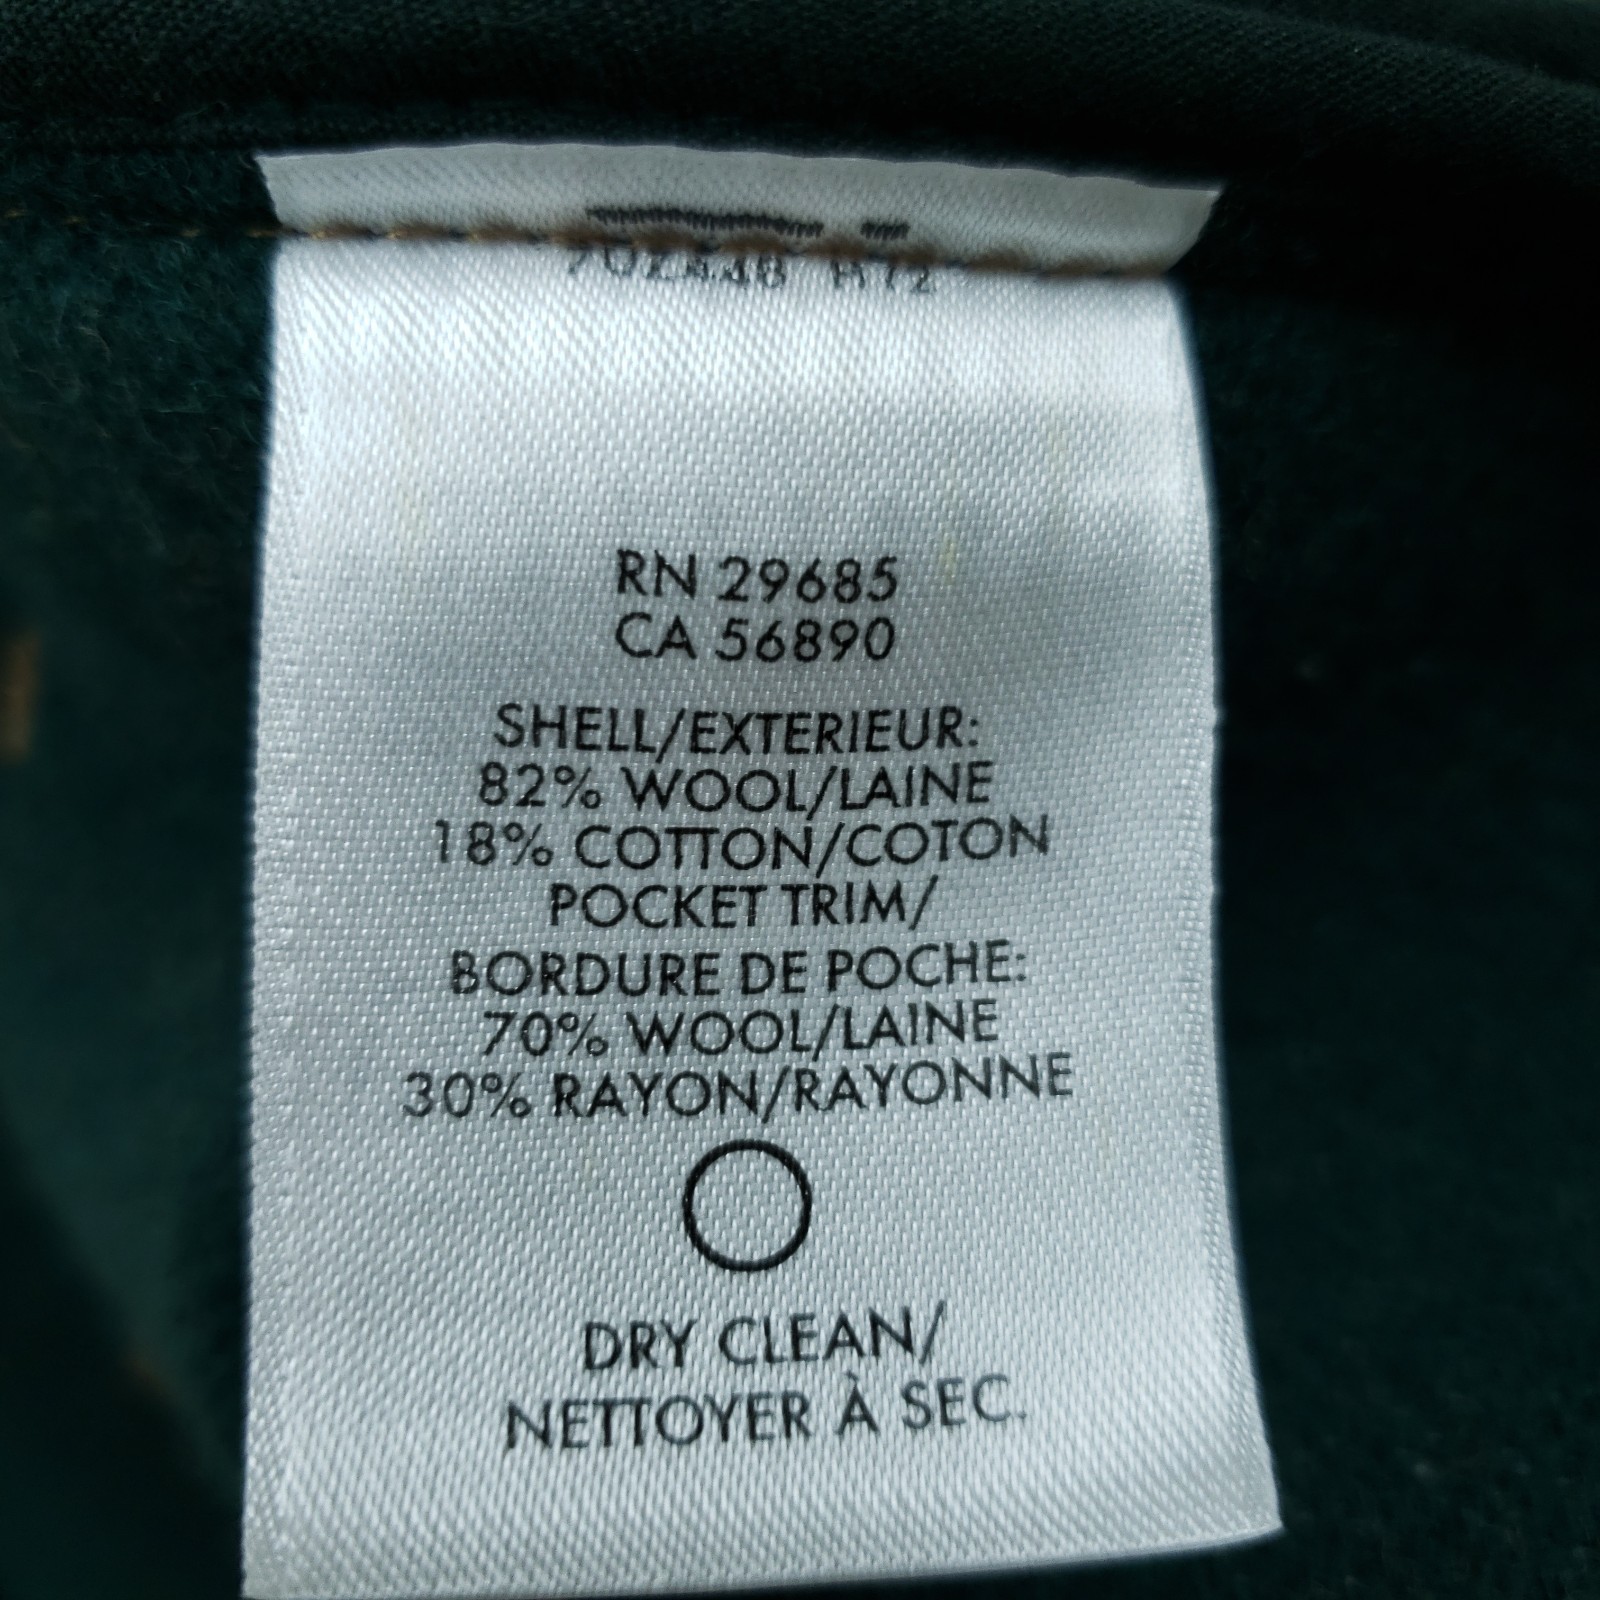 RN 29685
CA 56890
SHELL/EXTERIEUR:
82% WOOL/LAINE
18% COTTON/COTON
POCKET TRIM/
BORDURE DE POCHE:
70% WOOL/LAINE
30% RAYON/RAYONNE
DRY CLEAN/
NETTOYER À SEC.